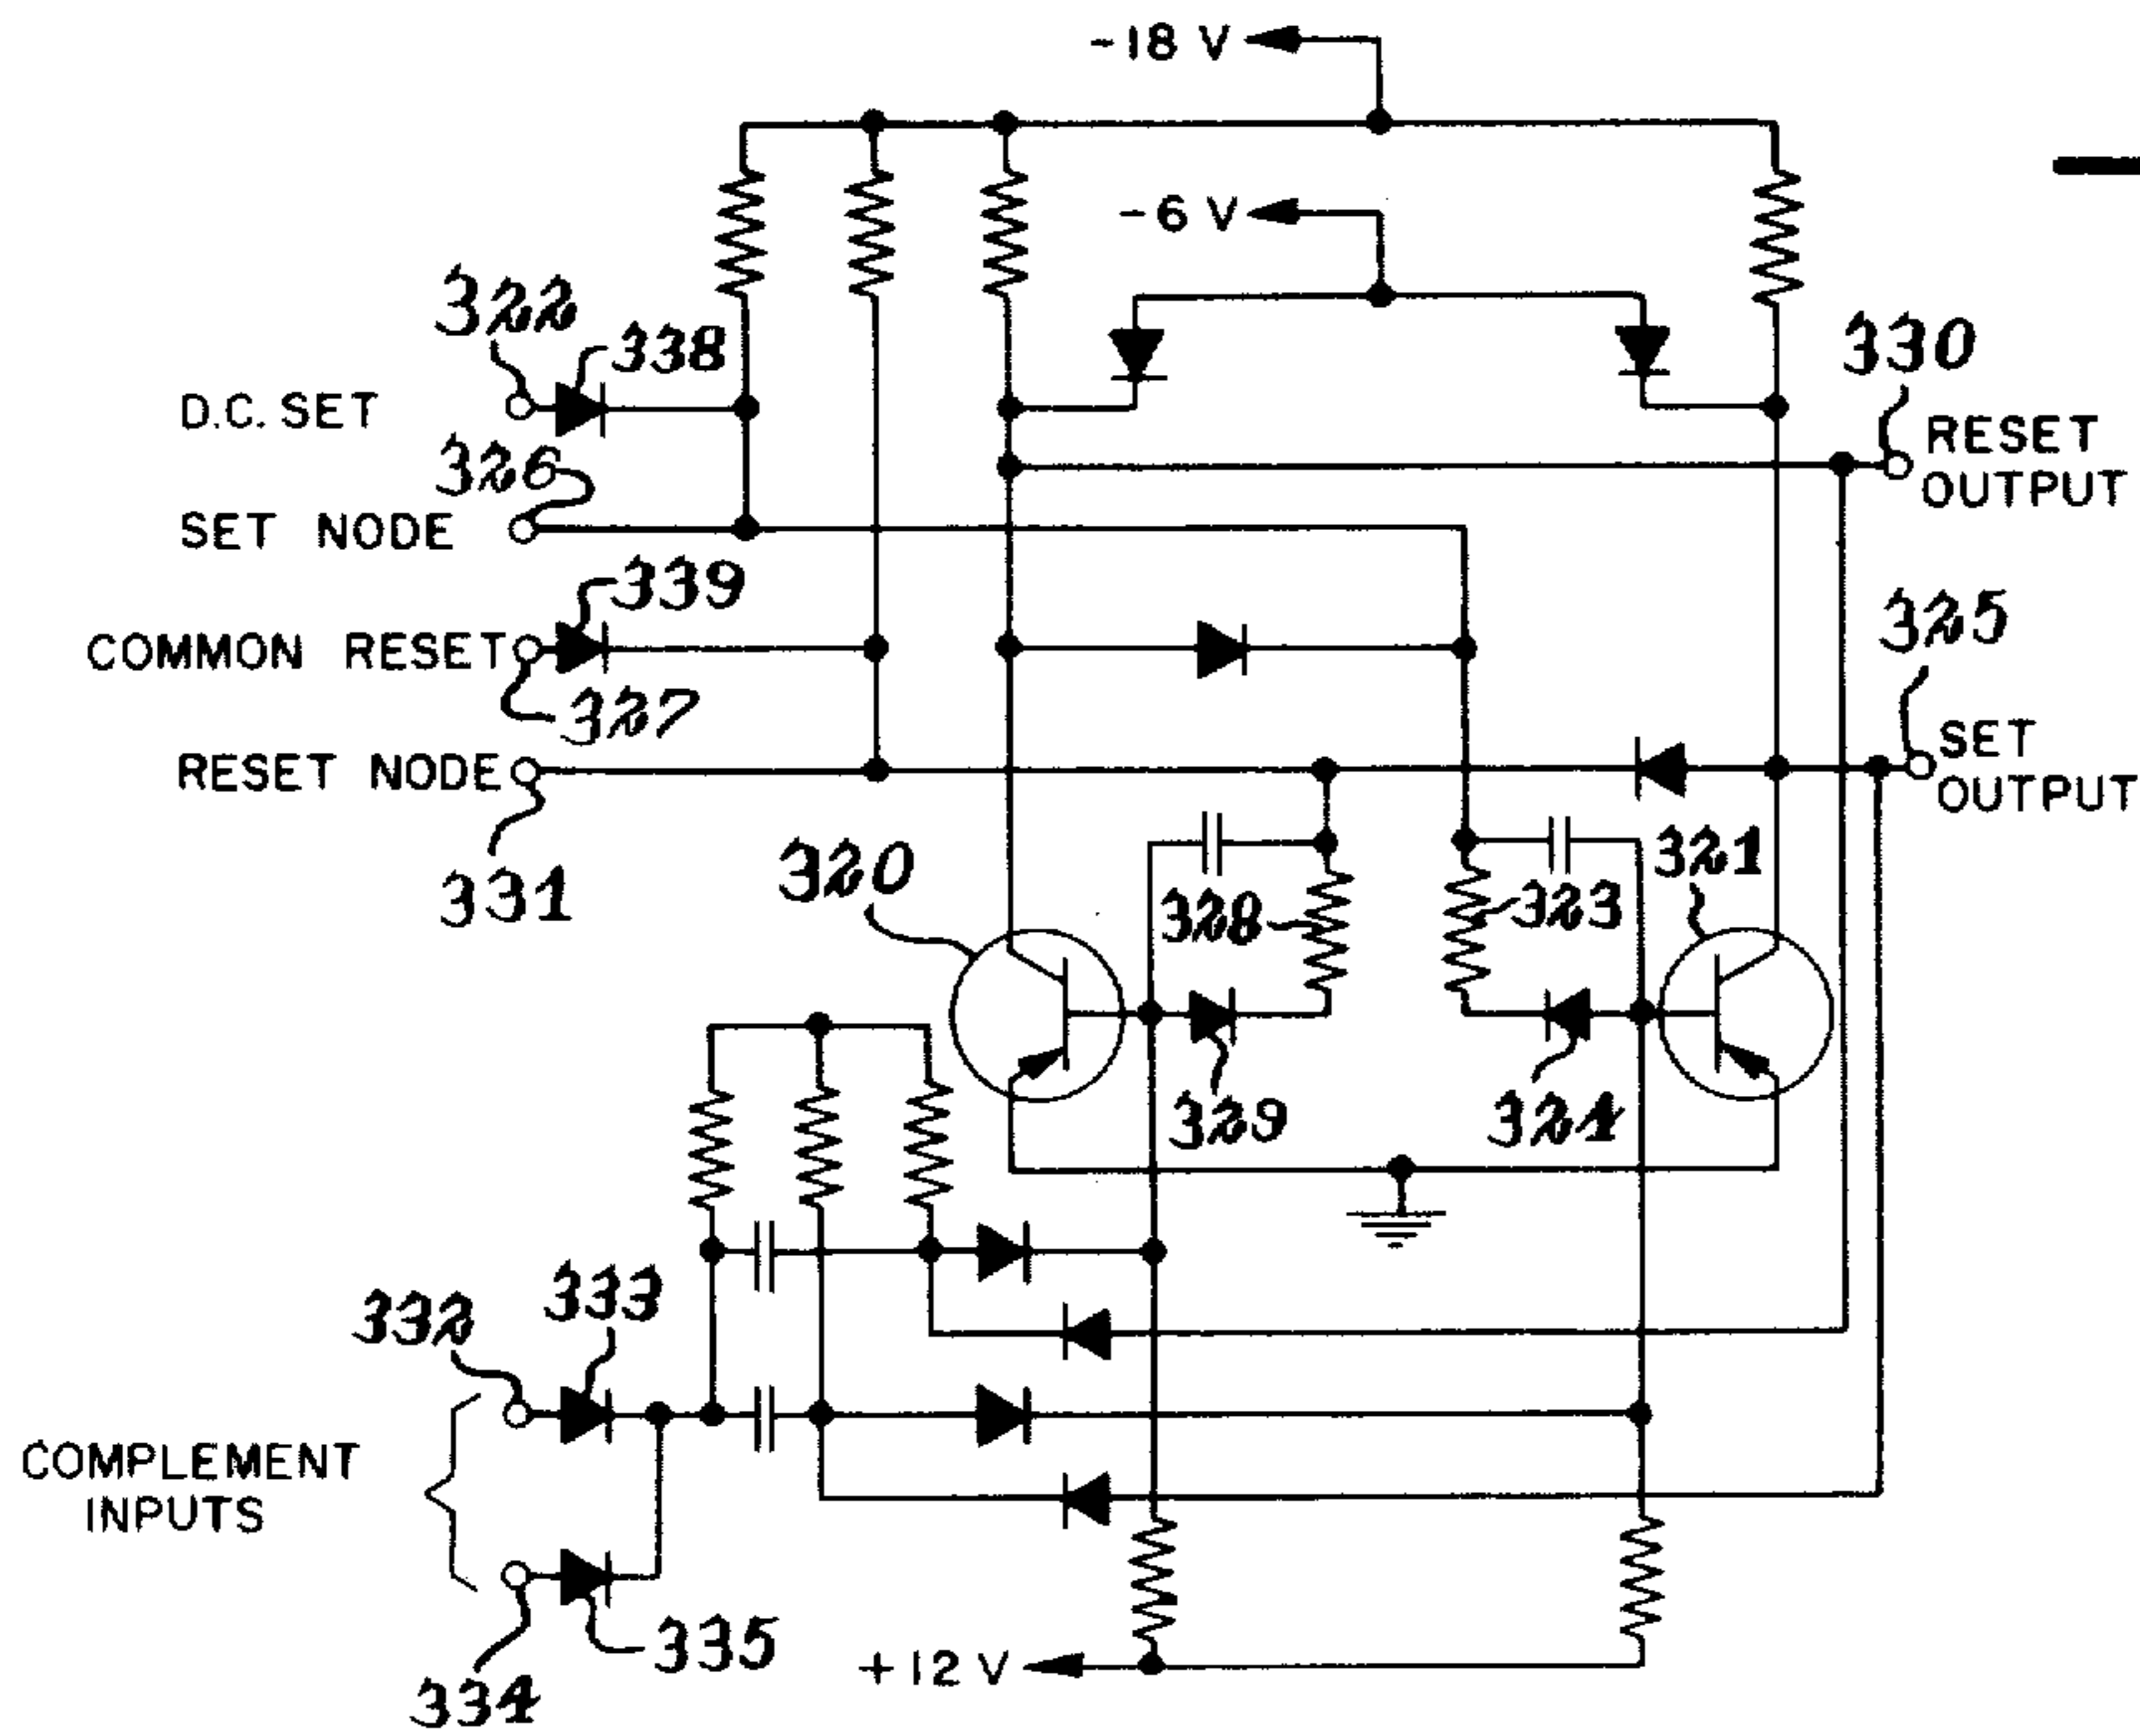 -18 V
-6 V
322
338
330
D.C. SET
RESET
OUTPUT
326
SET NODE
339
325
COMMON RESET
327
SET
OUTPUT
RESET NODE
331
320
321
328
323
329
324
332
333
COMPLEMENT
INPUTS
335
334
+12 V